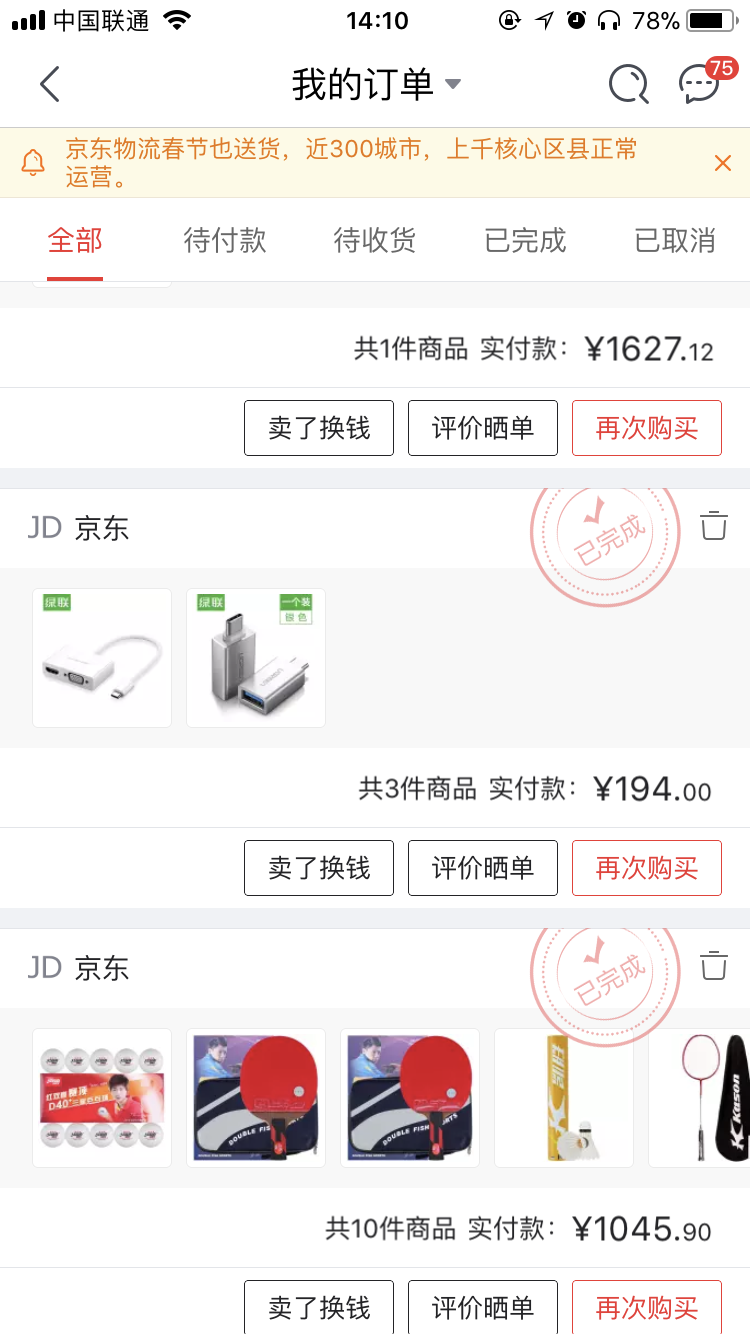 中国联通
14:10
78%
我的订单
75
京东物流春节也送货，近300城市，上千核心区县正常
运营。
全部
待付款
待收货
已完成
已取消
共1件商品 实付款：¥1627.12
卖了换钱
评价晒单
再次购买
JD 京东
已完成
绿联
绿联
一个装
银色
共3件商品 实付款：¥194.00
卖了换钱
评价晒单
再次购买
JD 京东
已完成
D40+三星乒乓球
DOUBLE FISH
DOUBLE FISH
Kason
共10件商品 实付款：¥1045.90
卖了换钱
评价晒单
再次购买